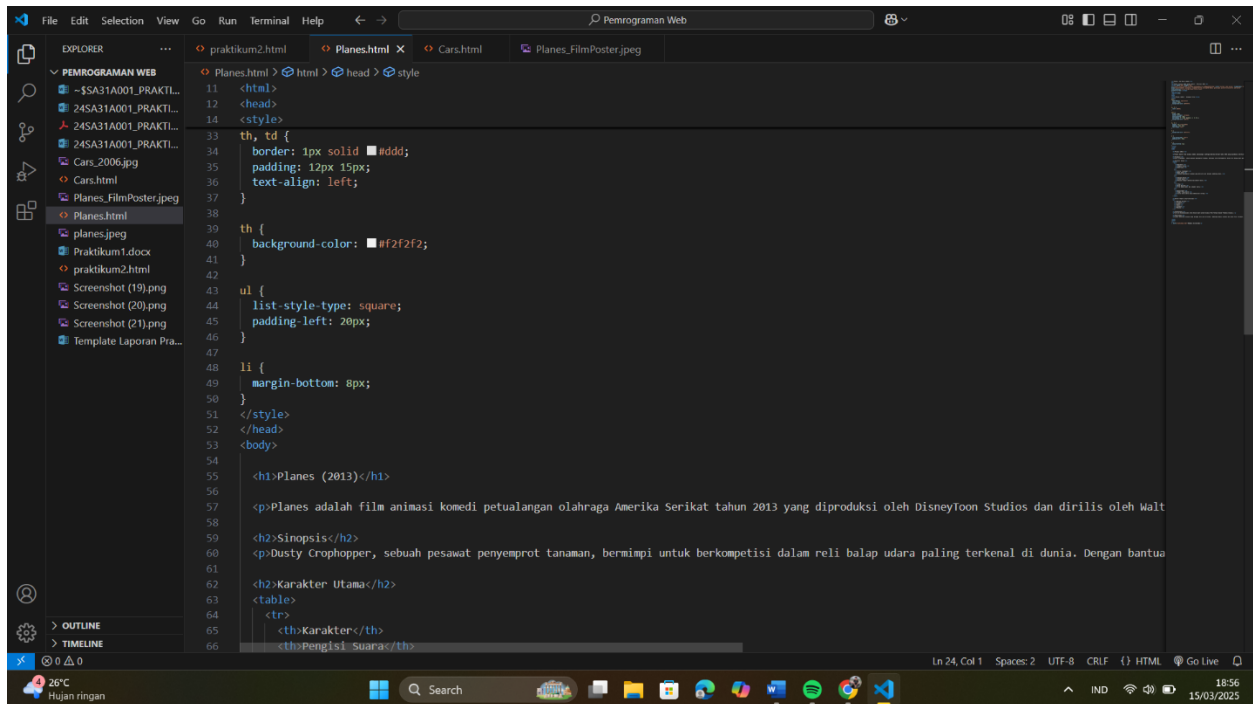 File Edit Selection View Go Run Terminal Help
Pemrograman Web
EXPLORER
praktikum2.html
Planes.html
Cars.html
Planes_FilmPoster.jpeg
PEMROGRAMAN WEB
~$SA31A001_PRAKTI...
24SA31A001_PRAKTI...
24SA31A001_PRAKTI...
24SA31A001_PRAKTI...
Cars_2006.jpg
Cars.html
Planes_FilmPoster.jpeg
Planes.html
planes.jpeg
Praktikum1.docx
praktikum2.html
Screenshot (19).png
Screenshot (20).png
Screenshot (21).png
Template Laporan Pra...
OUTLINE
TIMELINE
Planes.html > html > head > style
11 <html>
12 <head>
14 <style>
33 th, td {
34 border: 1px solid #ddd;
35 padding: 12px 15px;
36 text-align: left;
37 }
38
39 th {
40 background-color: #f2f2f2;
41 }
42
43 ul {
44 list-style-type: square;
45 padding-left: 20px;
46 }
47
48 li {
49 margin-bottom: 8px;
50 }
51 </style>
52 </head>
53 <body>
54
55 <h1>Planes (2013)</h1>
56
57 <p>Planes adalah film animasi komedi petualangan olahraga Amerika Serikat tahun 2013 yang diproduksi oleh DisneyToon Studios dan dirilis oleh Walt
58
59 <h2>Sinopsis</h2>
60 <p>Dusty Crophopper, sebuah pesawat penyemprot tanaman, bermimpi untuk berkompetisi dalam reli balap udara paling terkenal di dunia. Dengan bantua
61
62 <h2>Karakter Utama</h2>
63 <table>
64 <tr>
65 <th>Karakter</th>
66 <th>Pengisi Suara</th>
0 0 Ln 24, Col 1 Spaces: 2 UTF-8 CRLF {} HTML Go Live
4
26°C
Hujan ringan
Search
IND
18:56
15/03/2025